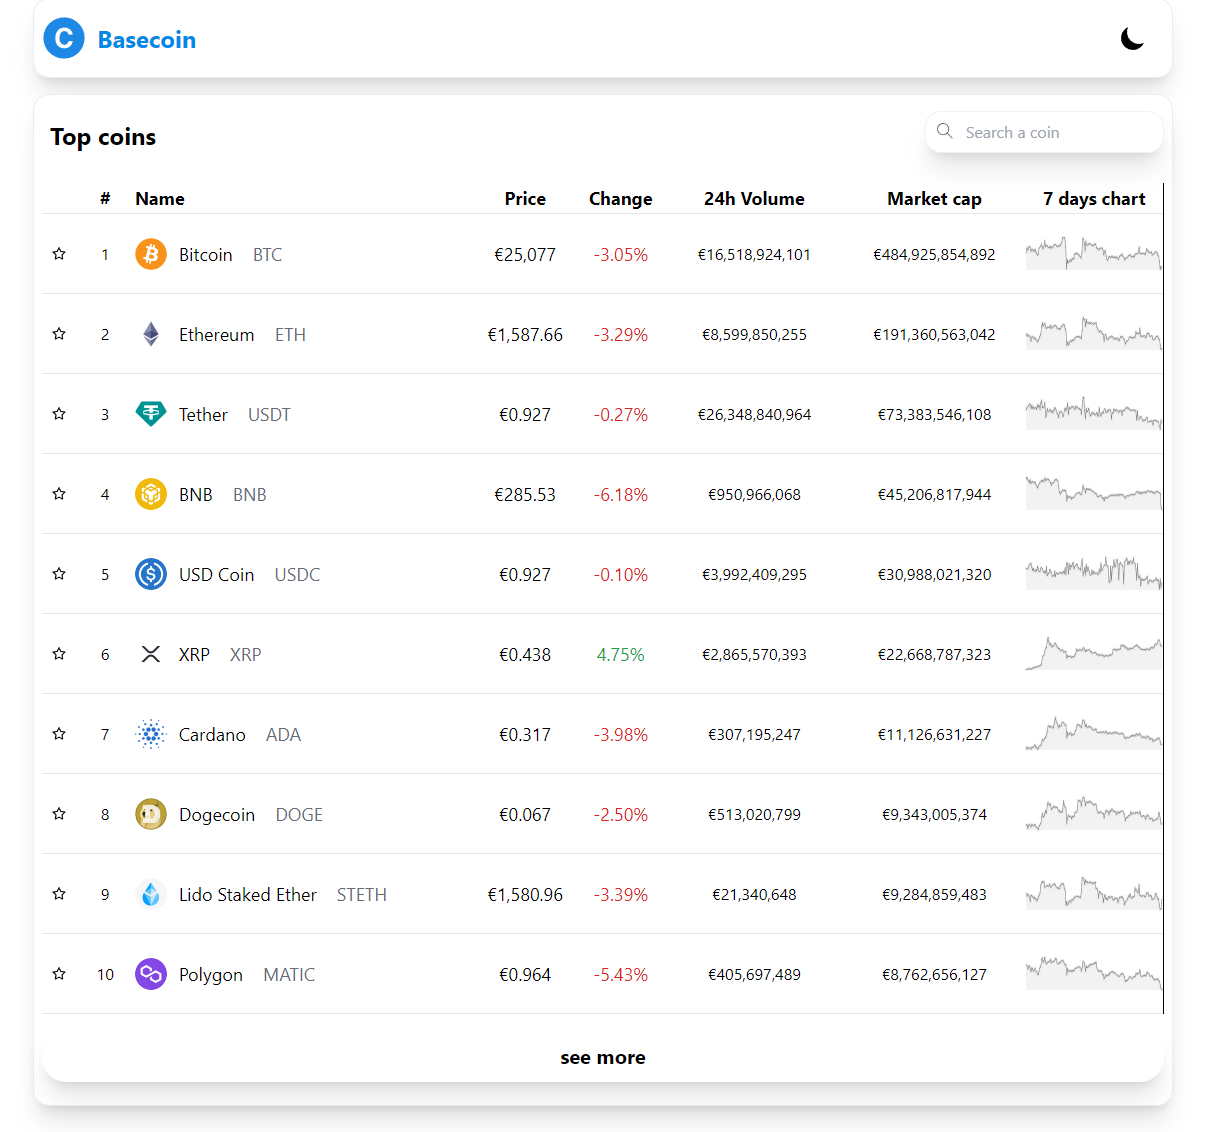 C Basecoin
Top coins
Search a coin
# Name Price Change 24h Volume Market cap 7 days chart
1 Bitcoin BTC €25,077 -3.05% €16,518,924,101 €484,925,854,892
2 Ethereum ETH €1,587.66 -3.29% €8,599,850,255 €191,360,563,042
3 Tether USDT €0.927 -0.27% €26,348,840,964 €73,383,546,108
4 BNB BNB €285.53 -6.18% €950,966,068 €45,206,817,944
5 USD Coin USDC €0.927 -0.10% €3,992,409,295 €30,988,021,320
6 XRP XRP €0.438 4.75% €2,865,570,393 €22,668,787,323
7 Cardano ADA €0.317 -3.98% €307,195,247 €11,126,631,227
8 Dogecoin DOGE €0.067 -2.50% €513,020,799 €9,343,005,374
9 Lido Staked Ether STETH €1,580.96 -3.39% €21,340,648 €9,284,859,483
10 Polygon MATIC €0.964 -5.43% €405,697,489 €8,762,656,127
see more